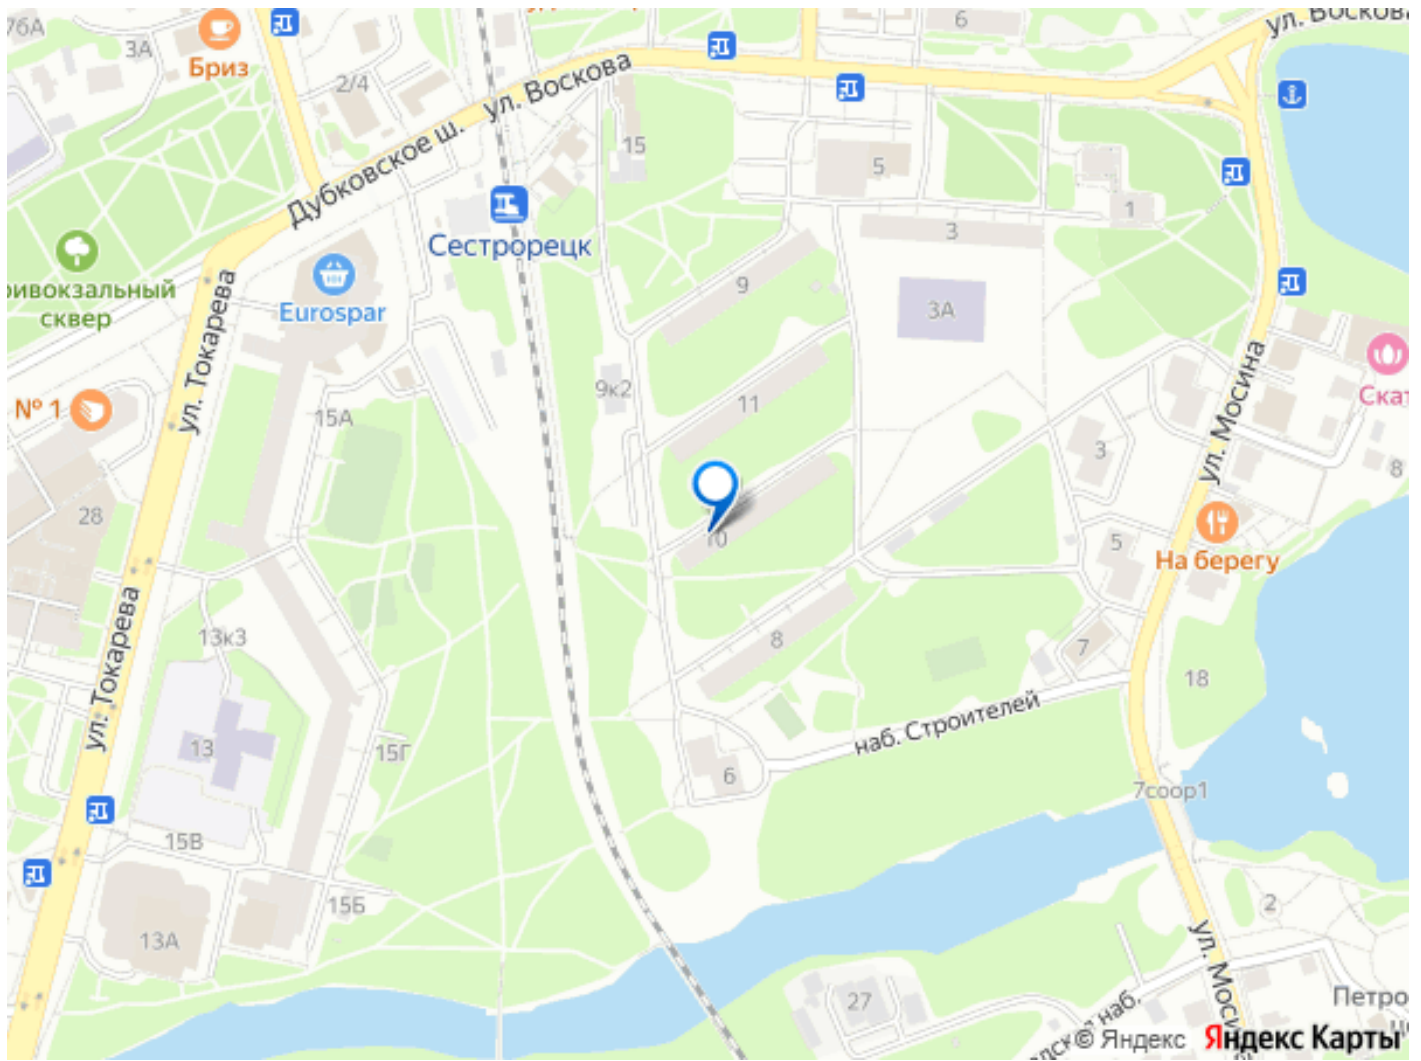 76А
3А
Бриз
2/4
6
ул. Воскова
Дубковское ш.
ул. Воскова
15
5
1
3
Сестрорецк
ул. Токарева
Eurospar
ривокзальный
сквер
9
3А
9к2
11
№ 1
15А
ул. Мосина
Скат
3
8
28
10
5
На берегу
13к3
8
7
18
ул. Токарева
13
15Г
наб. Строителей
6
7соор1
15В
15Б
13А
2
ул. Моси
27
Петро
наб.
© Яндекс Яндекс Карты